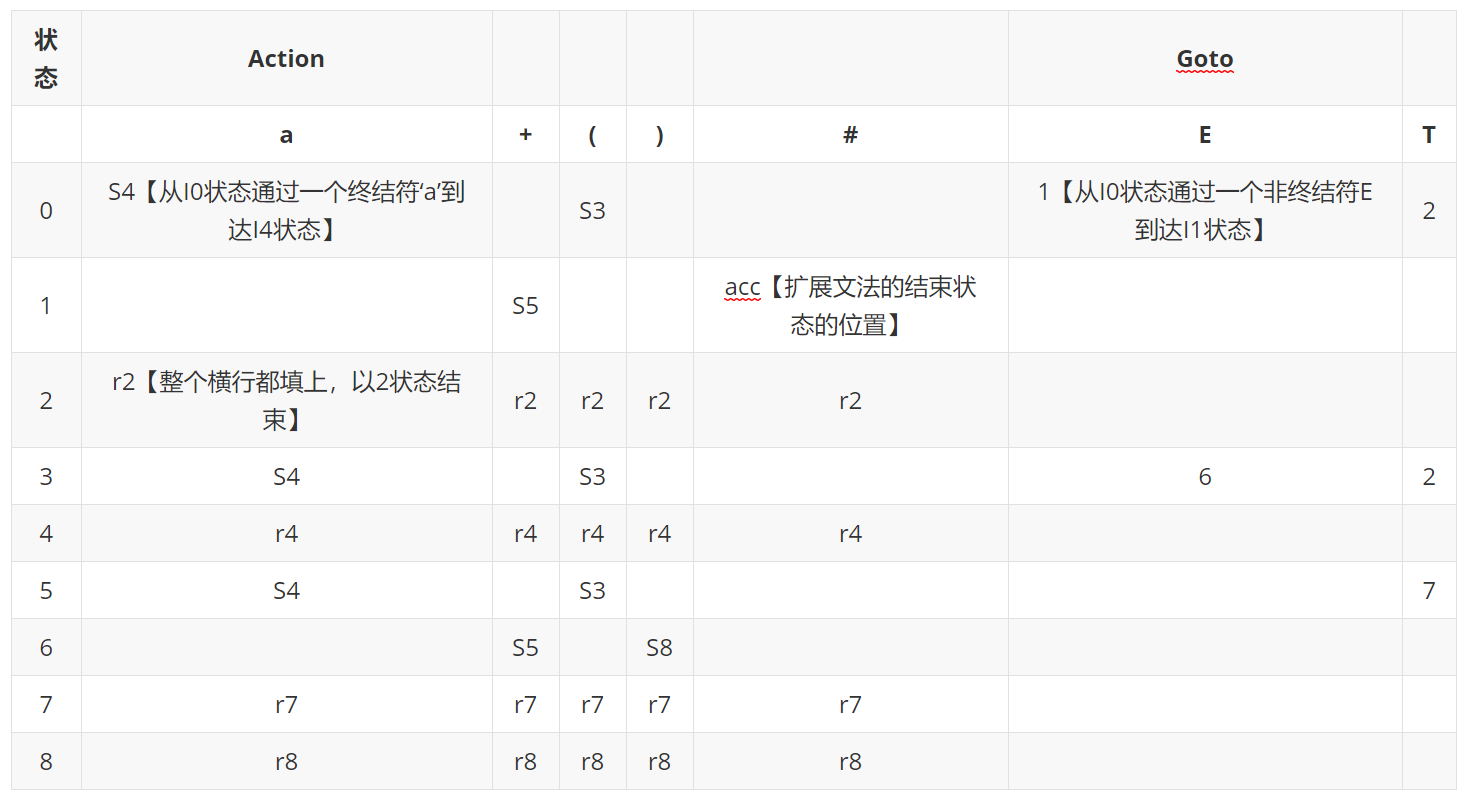 状
态
Action
Goto
a + ( ) # E T
0 S4【从I0状态通过一个终结符‘a’到
达I4状态】 S3 1【从I0状态通过一个非终结符E
到达I1状态】 2
1 S5 acc【扩展文法的结束状
态的位置】
2 r2【整个横行都填上，以2状态结
束】 r2 r2 r2 r2
3 S4 S3 6 2
4 r4 r4 r4 r4 r4
5 S4 S3 7
6 S5 S8
7 r7 r7 r7 r7 r7
8 r8 r8 r8 r8 r8